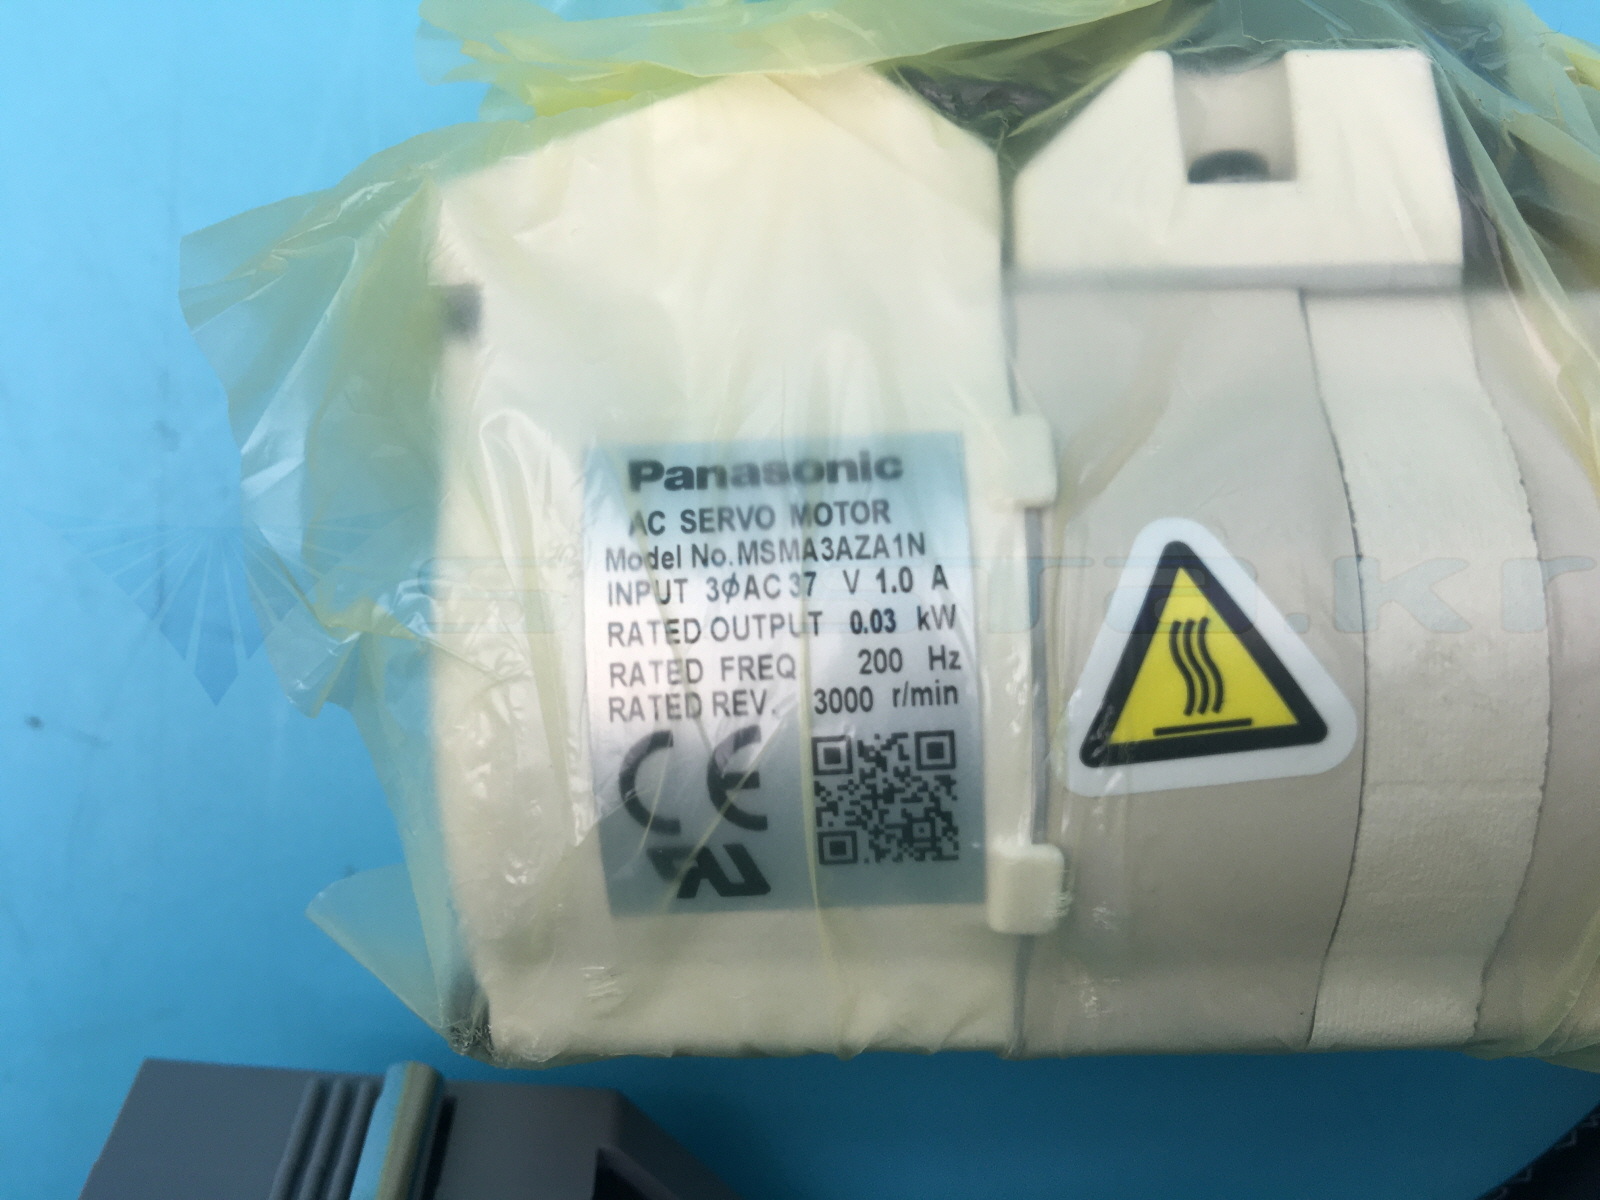 Panasonic
AC SERVO MOTOR
Model No. MSMA3AZA1N
INPUT 3φAC 37 V 1.0 A
RATED OUTPUT 0.03 kW
RATED FREQ 200 Hz
RATED REV. 3000 r/min
CE